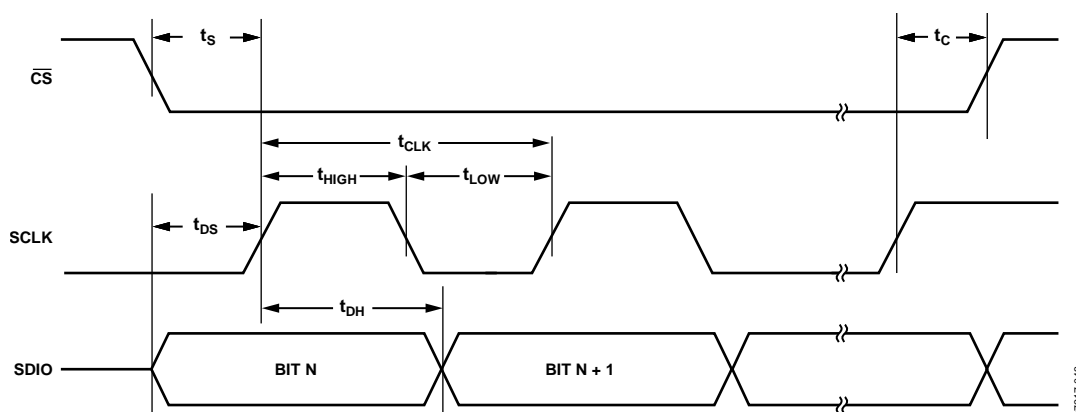 tS
tC
CS
tCLK
tHIGH
tLOW
tDS
SCLK
tDH
SDIO
BIT N
BIT N + 1